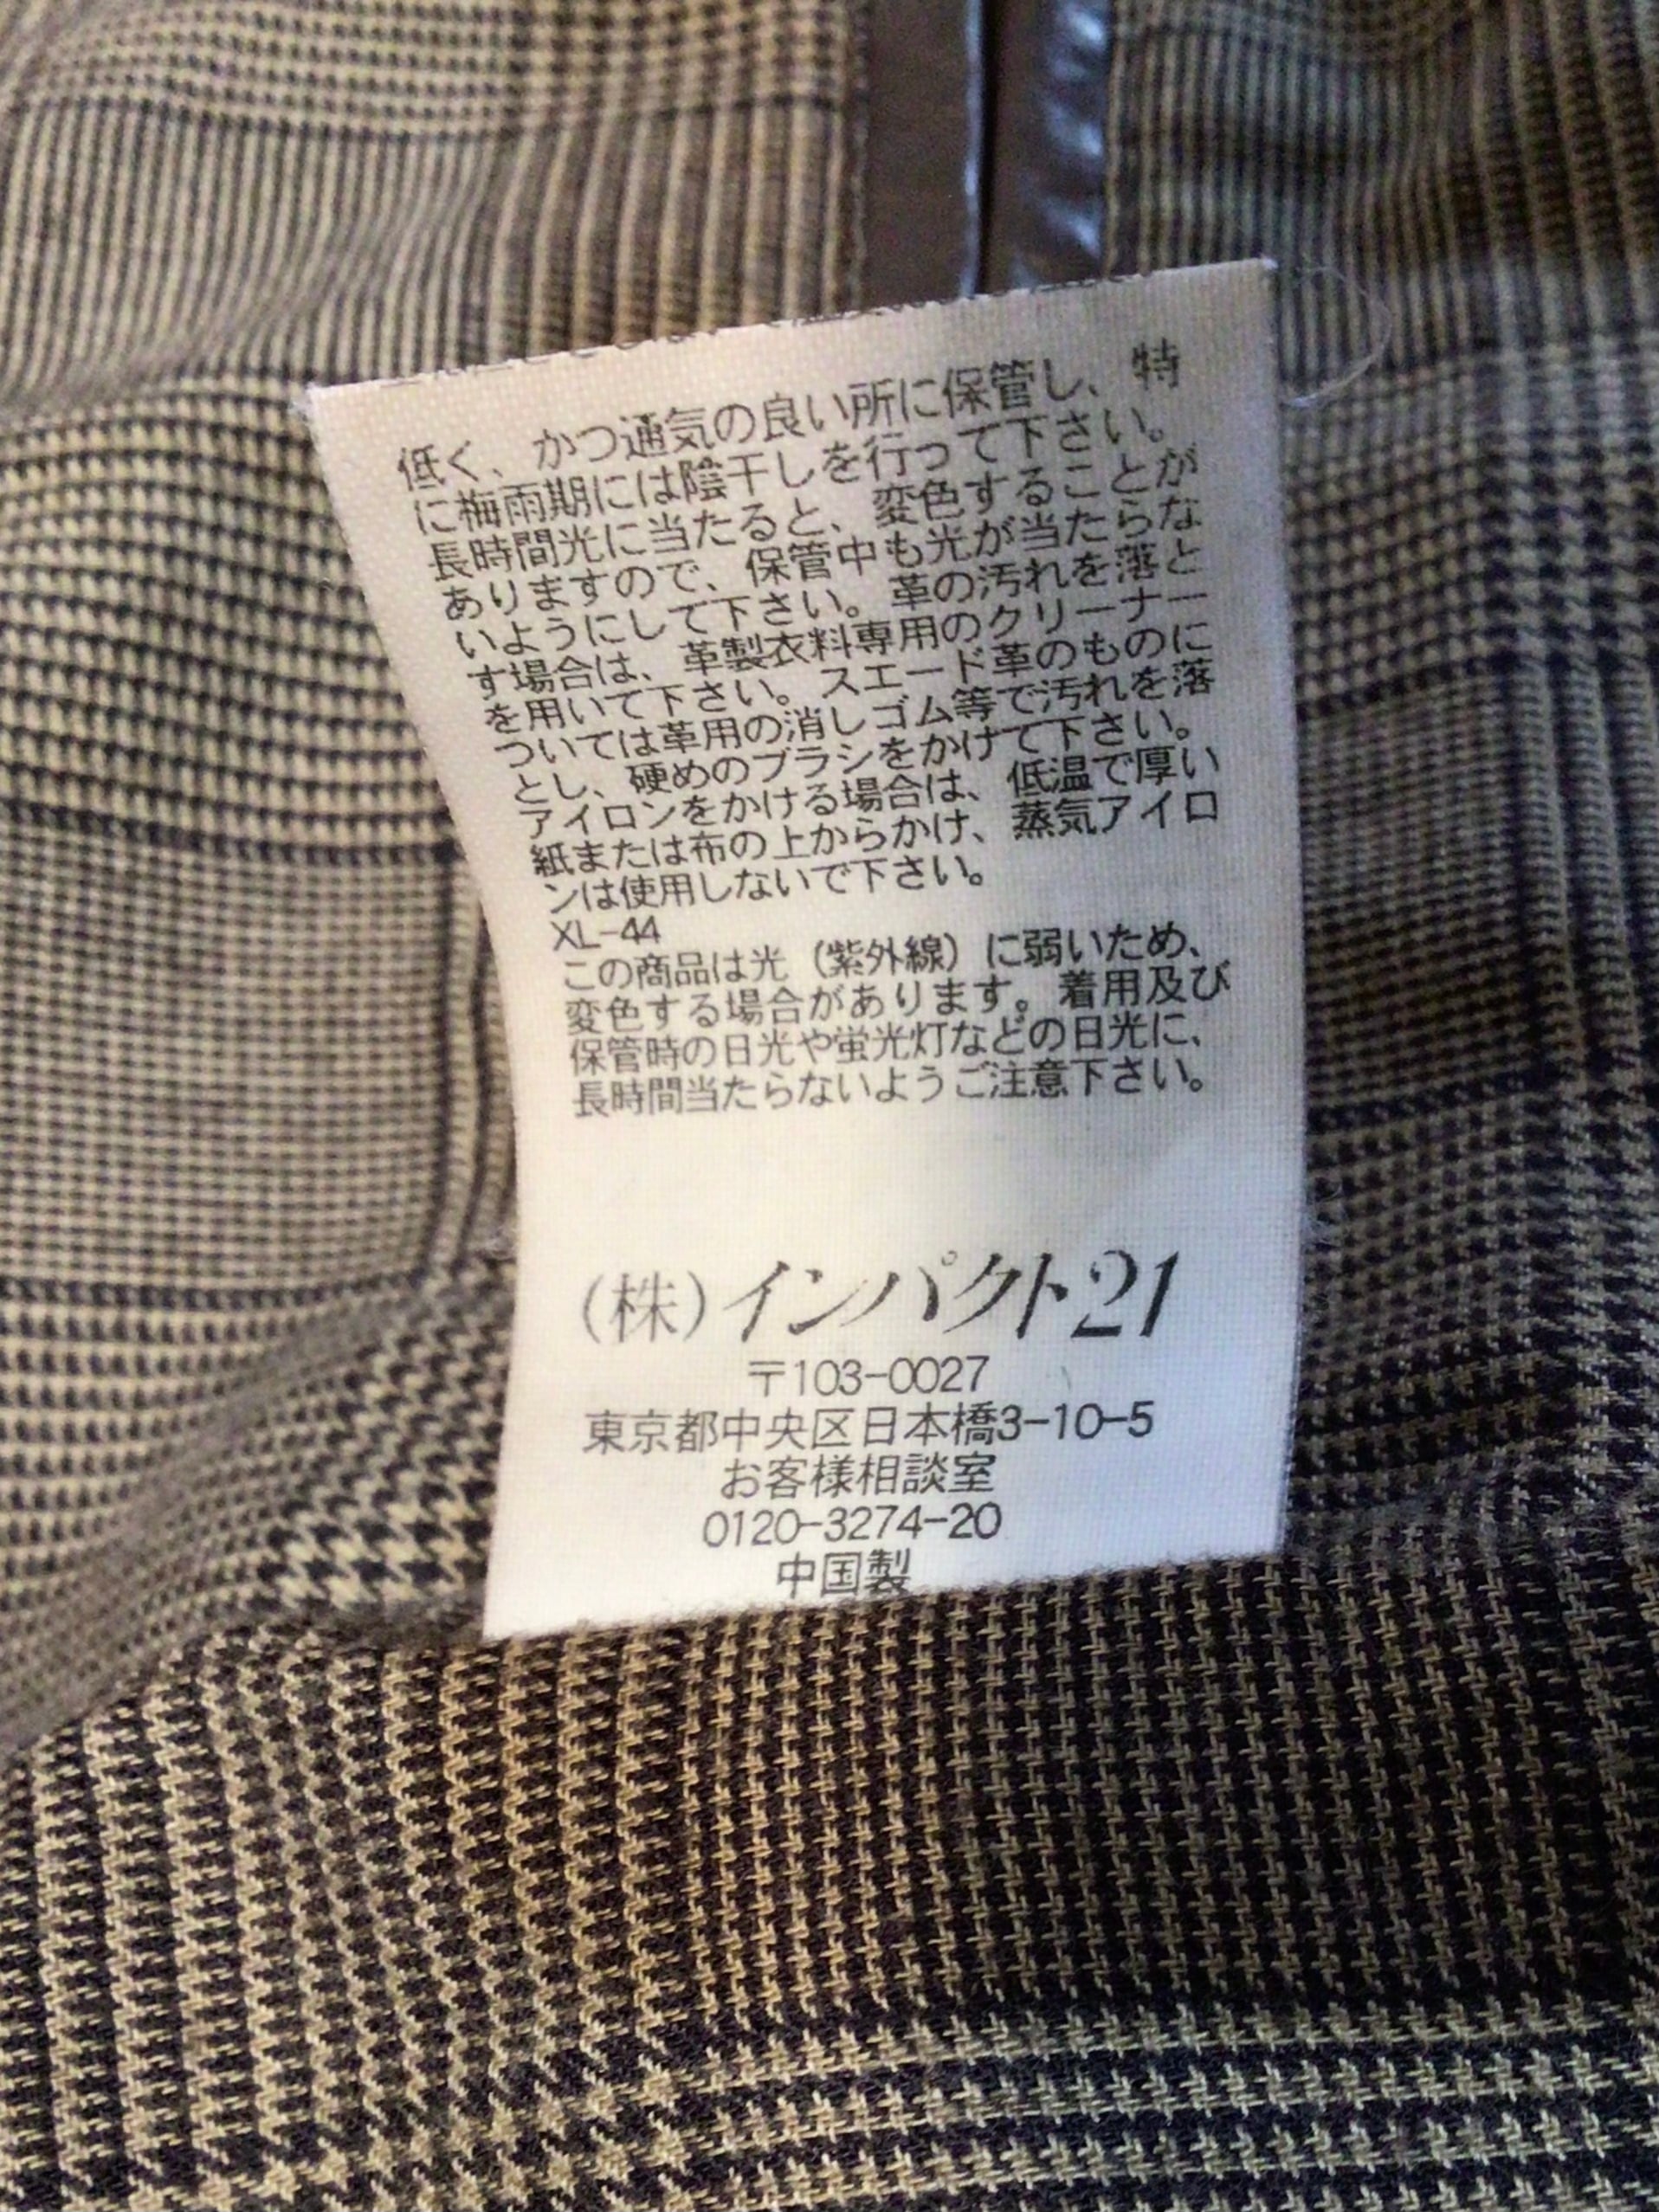 低く、かつ通気の良い所に保管し、特
に梅雨期には陰干しを行って下さい。
長時間光に当たると、変色することが
ありますので、保管中も光が当たらな
いようにして下さい。革の汚れを落と
す場合は、革製衣料専用のクリーナー
を用いて下さい。スエード革のものに
ついては革用の消しゴム等で汚れを落
とし、硬めのブラシをかけて下さい。
アイロンをかける場合は、低温で厚い
紙または布の上からかけ、蒸気アイロ
ンは使用しないで下さい。
XL-44
この商品は光（紫外線）に弱いため、
変色する場合があります。着用及び
保管時の日光や蛍光灯などの日光に、
長時間当たらないようご注意下さい。
(株)インパクト21
〒103-0027
東京都中央区日本橋3-10-5
お客様相談室
0120-3274-20
中国製